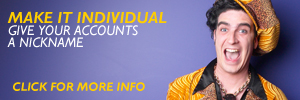 MAKE IT INDIVIDUAL
GIVE YOUR ACCOUNTS
A NICKNAME
CLICK FOR MORE INFO